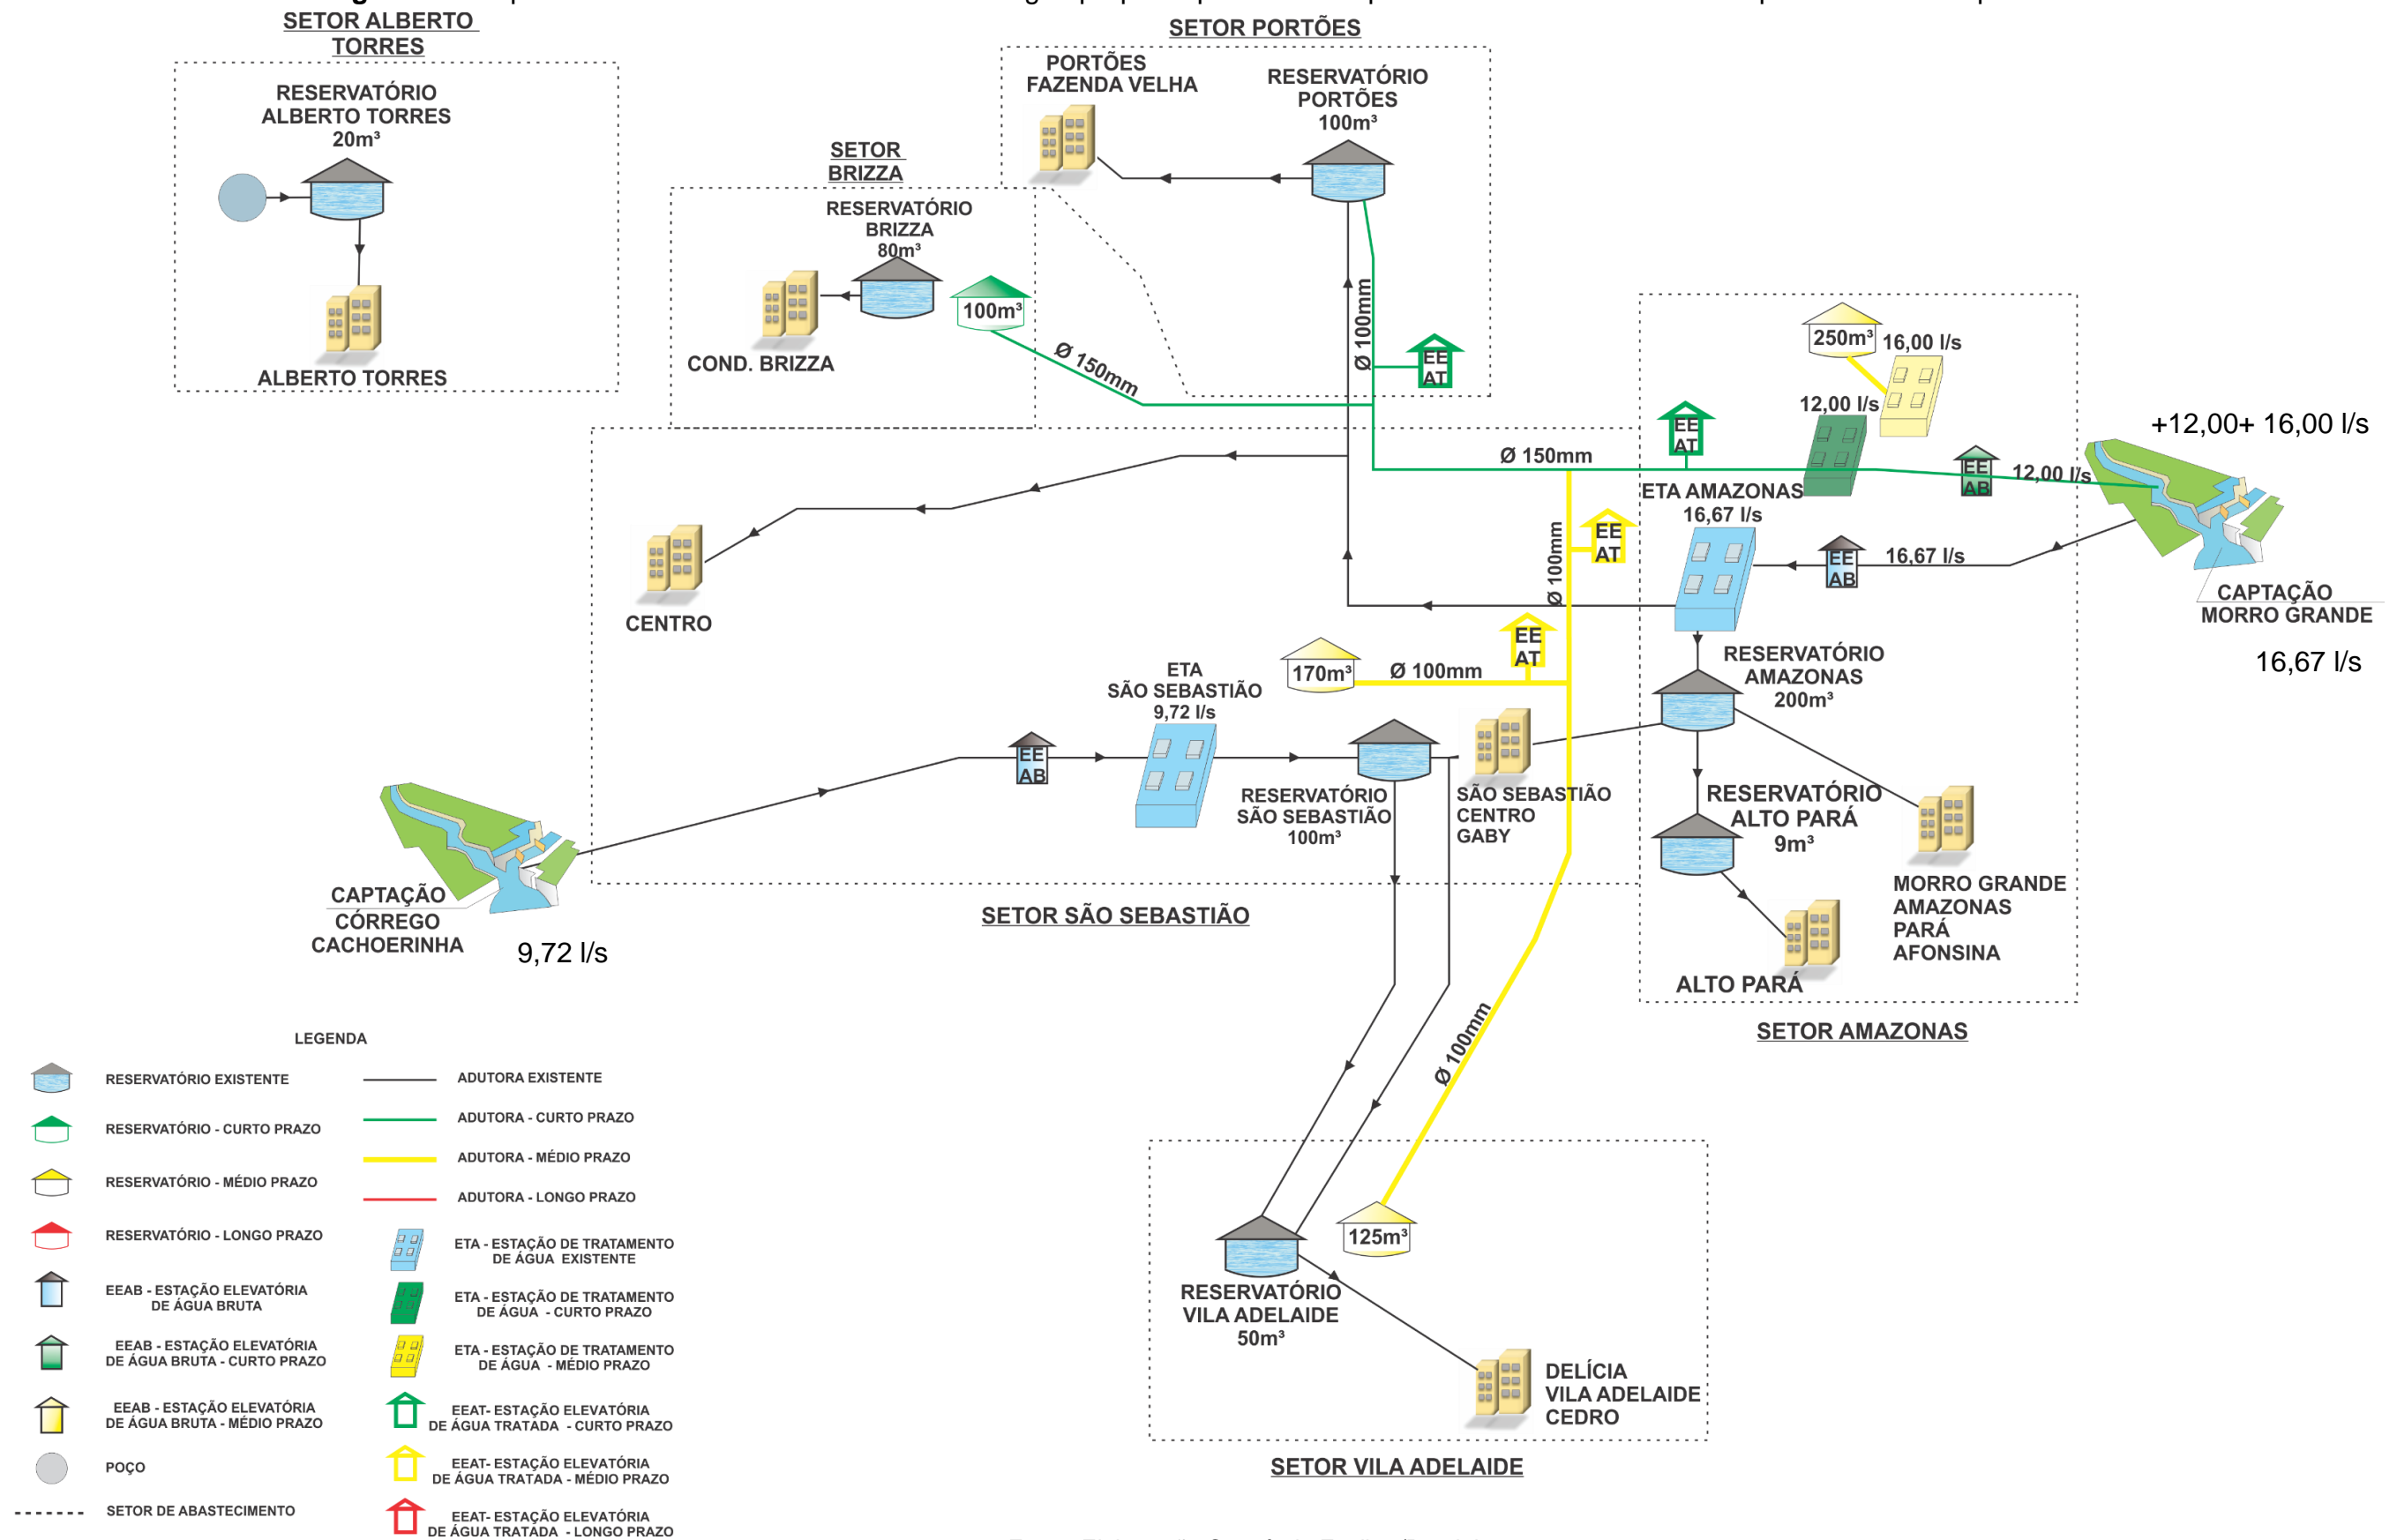 SETOR ALBERTO
TORRES
RESERVATÓRIO
ALBERTO TORRES
20m³
ALBERTO TORRES
SETOR
BRIZZA
RESERVATÓRIO
BRIZZA
80m³
100m³
COND. BRIZZA
Ø 150mm
SETOR PORTÕES
PORTÕES
FAZENDA VELHA
RESERVATÓRIO
PORTÕES
100m³
Ø 100mm
EE
AT
250m³
16,00 l/s
12,00 l/s
EE
AT
Ø 150mm
EE
AB
12,00 l/s
+12,00+ 16,00 l/s
ETA AMAZONAS
16,67 l/s
EE
AB
16,67 l/s
CAPTAÇÃO
MORRO GRANDE
16,67 l/s
CENTRO
Ø 100mm
EE
AT
EE
AT
170m³
Ø 100mm
ETA
SÃO SEBASTIÃO
9,72 l/s
EE
AB
RESERVATÓRIO
SÃO SEBASTIÃO
100m³
SÃO SEBASTIÃO
CENTRO
GABY
RESERVATÓRIO
AMAZONAS
200m³
RESERVATÓRIO
ALTO PARÁ
9m³
MORRO GRANDE
AMAZONAS
PARÁ
AFONSINA
ALTO PARÁ
SETOR AMAZONAS
CAPTAÇÃO
CÓRREGO
CACHOERINHA
9,72 l/s
SETOR SÃO SEBASTIÃO
Ø 100mm
125m³
RESERVATÓRIO
VILA ADELAIDE
50m³
DELÍCIA
VILA ADELAIDE
CEDRO
SETOR VILA ADELAIDE
LEGENDA
RESERVATÓRIO EXISTENTE
RESERVATÓRIO - CURTO PRAZO
RESERVATÓRIO - MÉDIO PRAZO
RESERVATÓRIO - LONGO PRAZO
EEAB - ESTAÇÃO ELEVATÓRIA
DE ÁGUA BRUTA
EEAB - ESTAÇÃO ELEVATÓRIA
DE ÁGUA BRUTA - CURTO PRAZO
EEAB - ESTAÇÃO ELEVATÓRIA
DE ÁGUA BRUTA - MÉDIO PRAZO
POÇO
SETOR DE ABASTECIMENTO
ADUTORA EXISTENTE
ADUTORA - CURTO PRAZO
ADUTORA - MÉDIO PRAZO
ADUTORA - LONGO PRAZO
ETA - ESTAÇÃO DE TRATAMENTO
DE ÁGUA EXISTENTE
ETA - ESTAÇÃO DE TRATAMENTO
DE ÁGUA - CURTO PRAZO
ETA - ESTAÇÃO DE TRATAMENTO
DE ÁGUA - MÉDIO PRAZO
EEAT- ESTAÇÃO ELEVATÓRIA
DE ÁGUA TRATADA - CURTO PRAZO
EEAT- ESTAÇÃO ELEVATÓRIA
DE ÁGUA TRATADA - MÉDIO PRAZO
EEAT- ESTAÇÃO ELEVATÓRIA
DE ÁGUA TRATADA - LONGO PRAZO